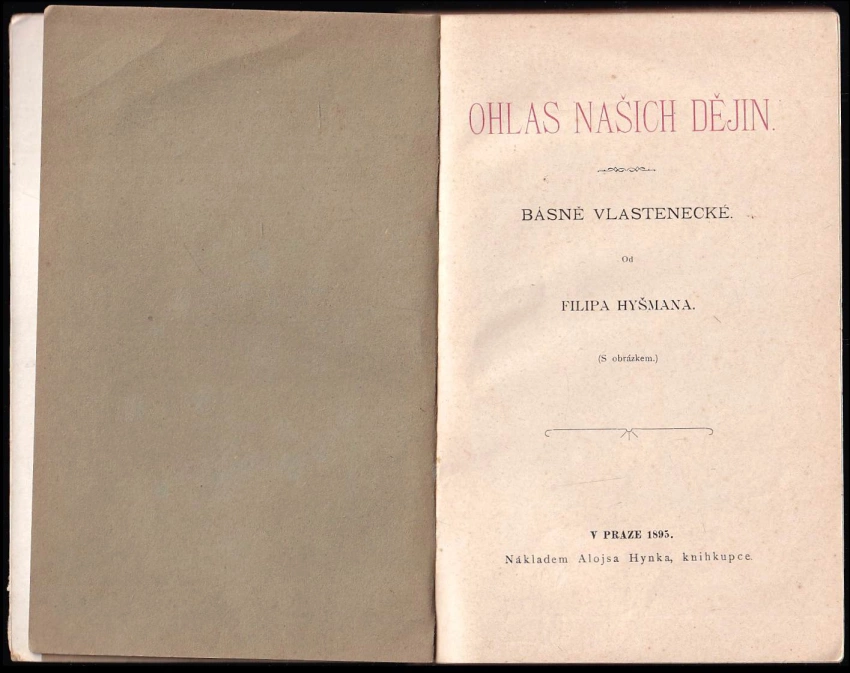 OHLAS NAŠICH DĚJIN.
BÁSNĚ VLASTENECKÉ.
Od
FILIPA HYŠMANA.
(S obrázkem.)
V PRAZE 1895.
Nákladem Alojsa Hynka, knihkupce.